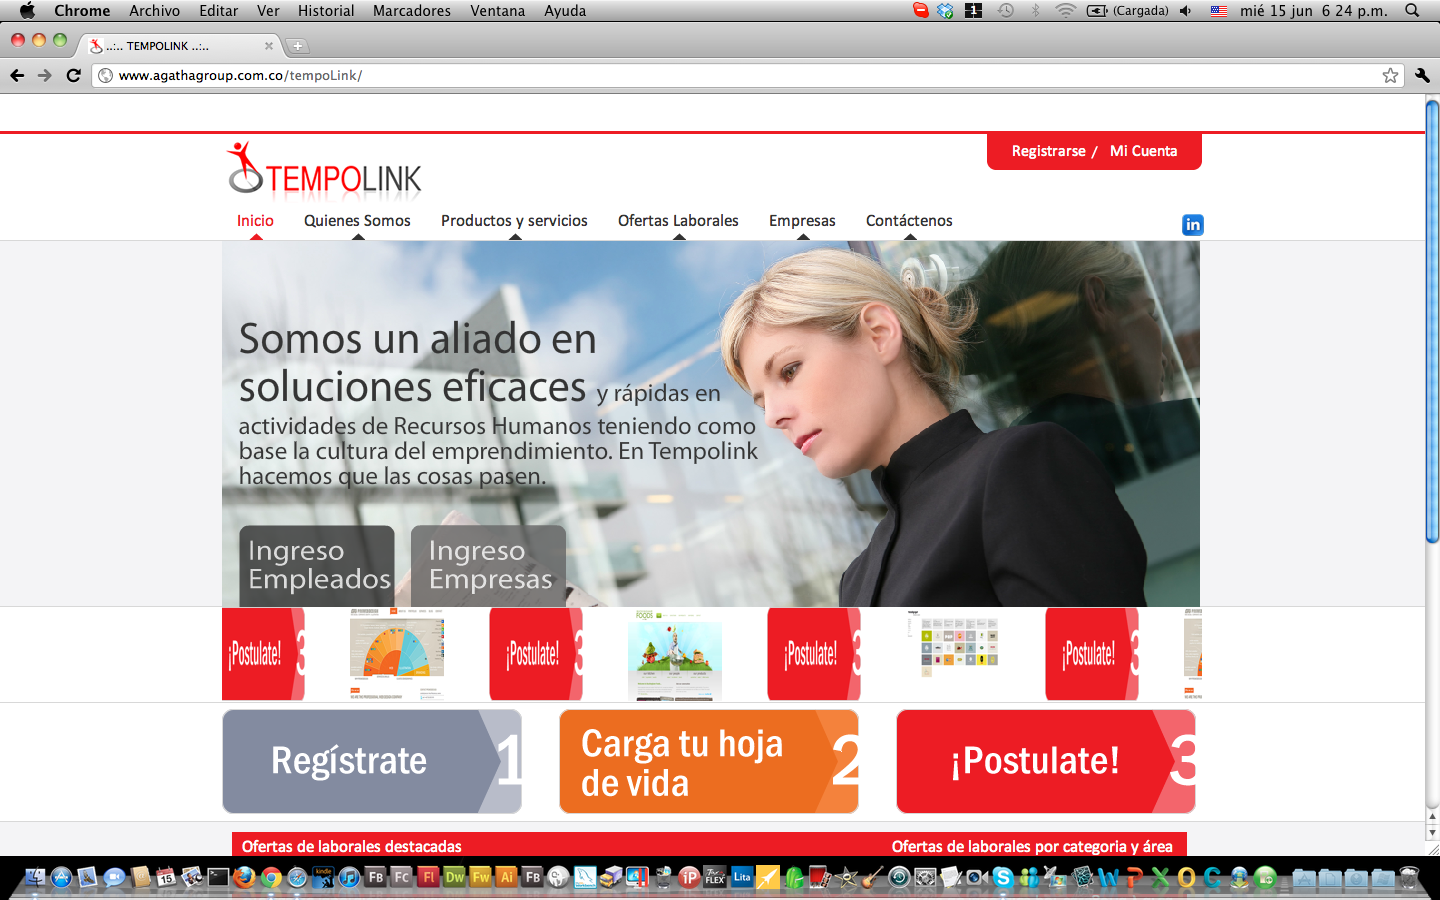 Chrome Archivo Editar Ver Historial Marcadores Ventana Ayuda 1 (Cargada) mié 15 jun 6 24 p.m.
..:.. TEMPOLINK ..:..
www.agathagroup.com.co/tempoLink/
Registrarse / Mi Cuenta
TEMPOLINK
Inicio Quienes Somos Productos y servicios Ofertas Laborales Empresas Contáctenos in
Somos un aliado en
soluciones eficaces y rápidas en
actividades de Recursos Humanos teniendo como
base la cultura del emprendimiento. En Tempolink
hacemos que las cosas pasen.
Ingreso
Empleados
Ingreso
Empresas
¡Postulate! 3 ¡Postulate! 3 FOODS ¡Postulate! 3 ¡Postulate! 3
Regístrate 1
Carga tu hoja
de vida 2
¡Postulate! 3
Ofertas de laborales destacadas Ofertas de laborales por categoria y área
15 kindle FB FC Fl Dw Fw Ai FB iP FLEX Lita S W P X O C